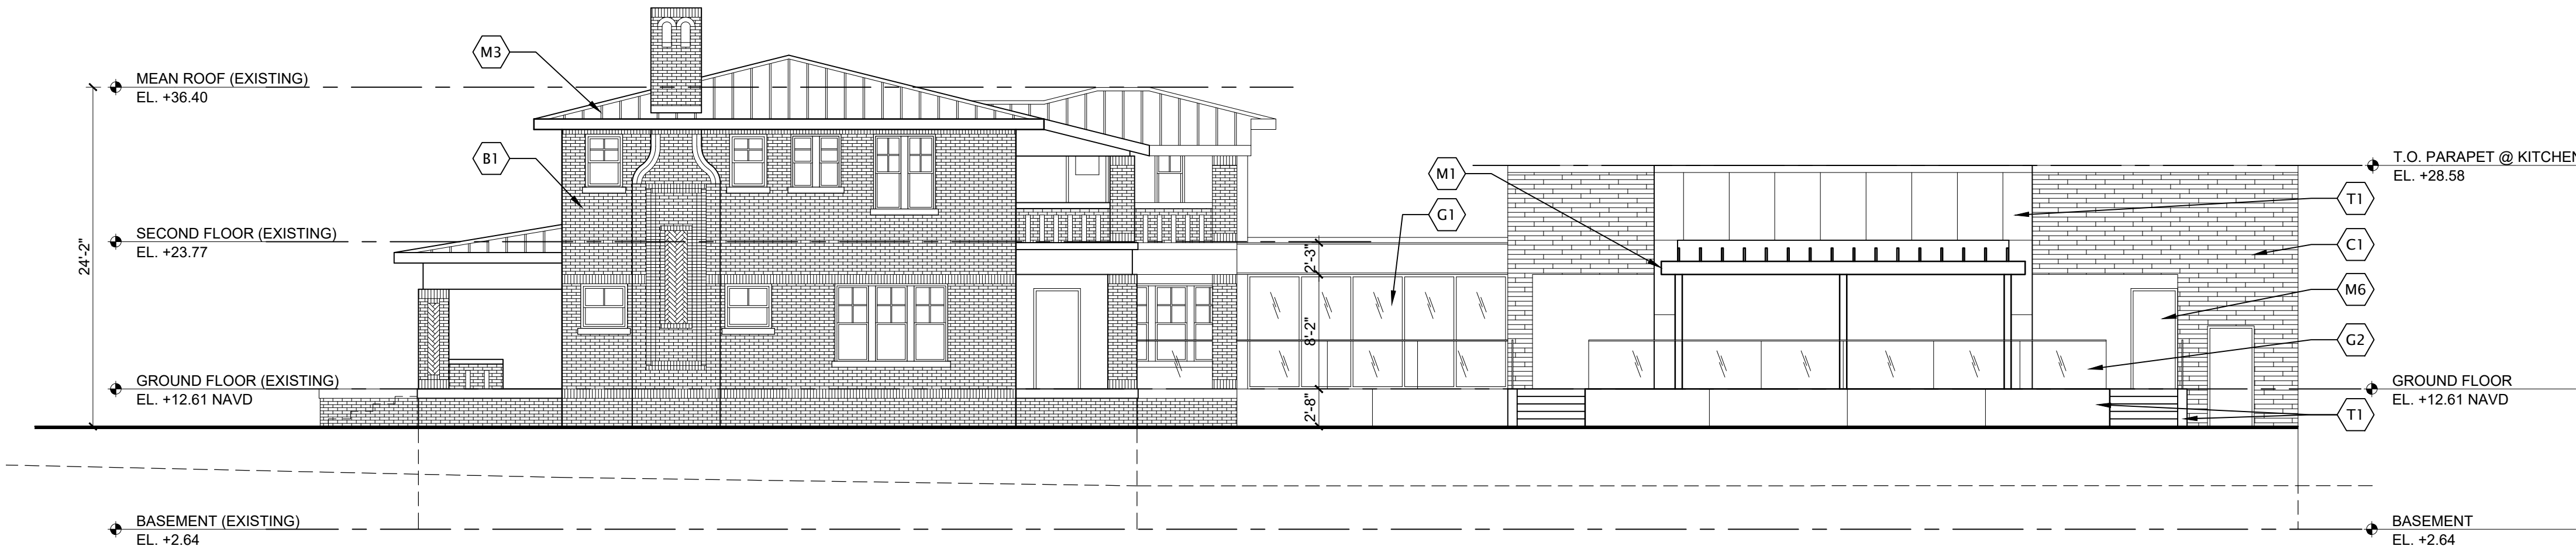 M3
MEAN ROOF (EXISTING)
EL. +36.40
B1
T.O. PARAPET @ KITCHEN
EL. +28.58
M1
T1
G1
SECOND FLOOR (EXISTING)
EL. +23.77
24'-2"
2'-3"
C1
M6
8'-2"
G2
GROUND FLOOR (EXISTING)
EL. +12.61 NAVD
GROUND FLOOR
EL. +12.61 NAVD
2'-8"
T1
BASEMENT (EXISTING)
EL. +2.64
BASEMENT
EL. +2.64